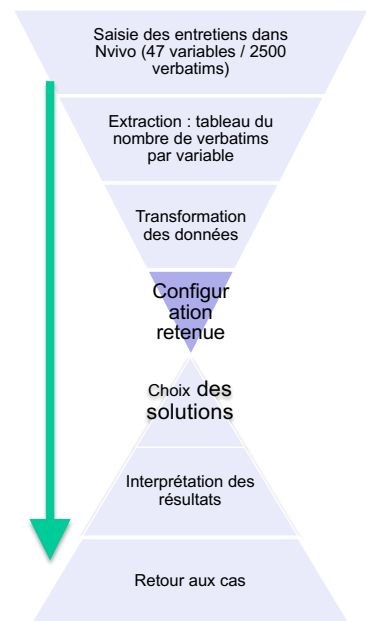 Saisie des entretiens dans
Nvivo (47 variables / 2500
verbatims)
Extraction : tableau du
nombre de verbatims
par variable
Transformation
des données
Configur
ation
retenue
Choix des
solutions
Interprétation des
résultats
Retour aux cas